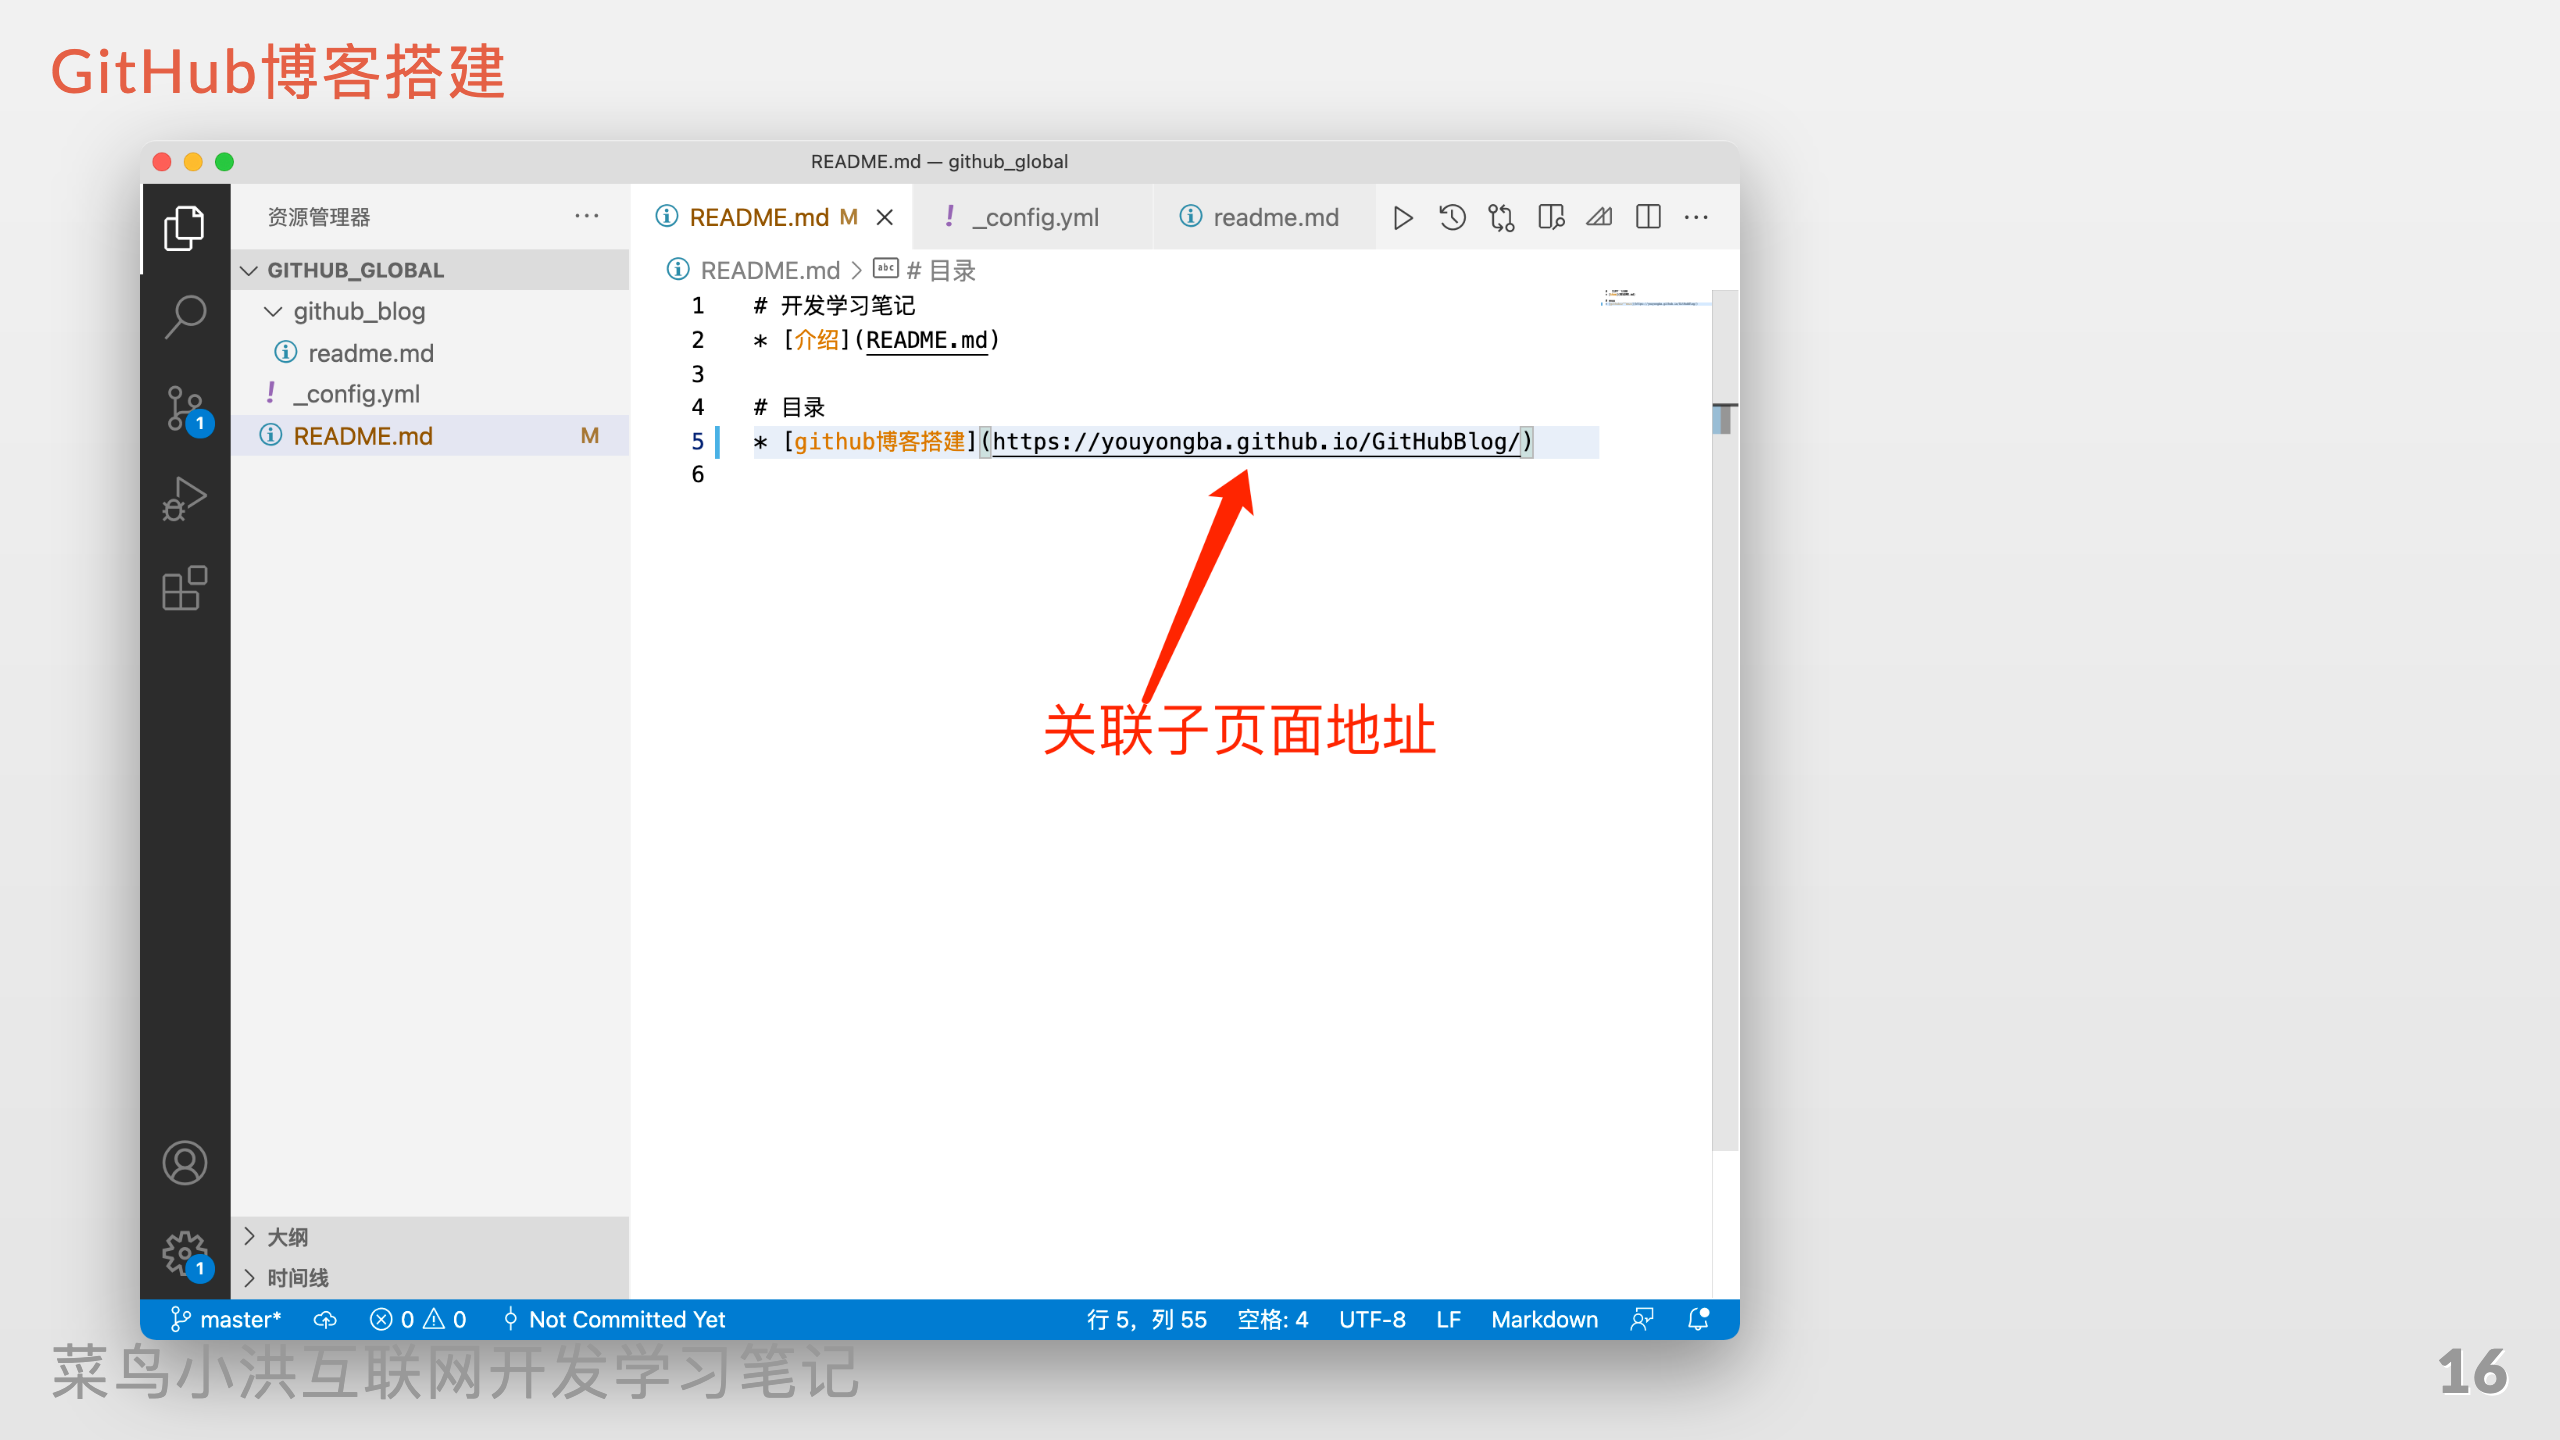 GitHub博客搭建
README.md — github_global
资源管理器
README.md M
_config.yml
readme.md
GITHUB_GLOBAL
github_blog
readme.md
_config.yml
README.md M
README.md > abc # 目录
1 # 开发学习笔记
2 * [介绍](README.md)
3
4 # 目录
5 * [github博客搭建](https://youyongba.github.io/GitHubBlog/)
6
关联子页面地址
1
1
大纲
时间线
master* 0 0 Not Committed Yet
行 5，列 55 空格: 4 UTF-8 LF Markdown
菜鸟小洪互联网开发学习笔记
16